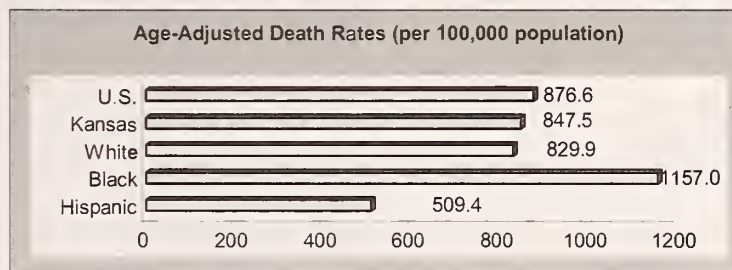 Age-Adjusted Death Rates (per 100,000 population)
U.S. 876.6
Kansas 847.5
White 829.9
Black 1157.0
Hispanic 509.4
0 200 400 600 800 1000 1200